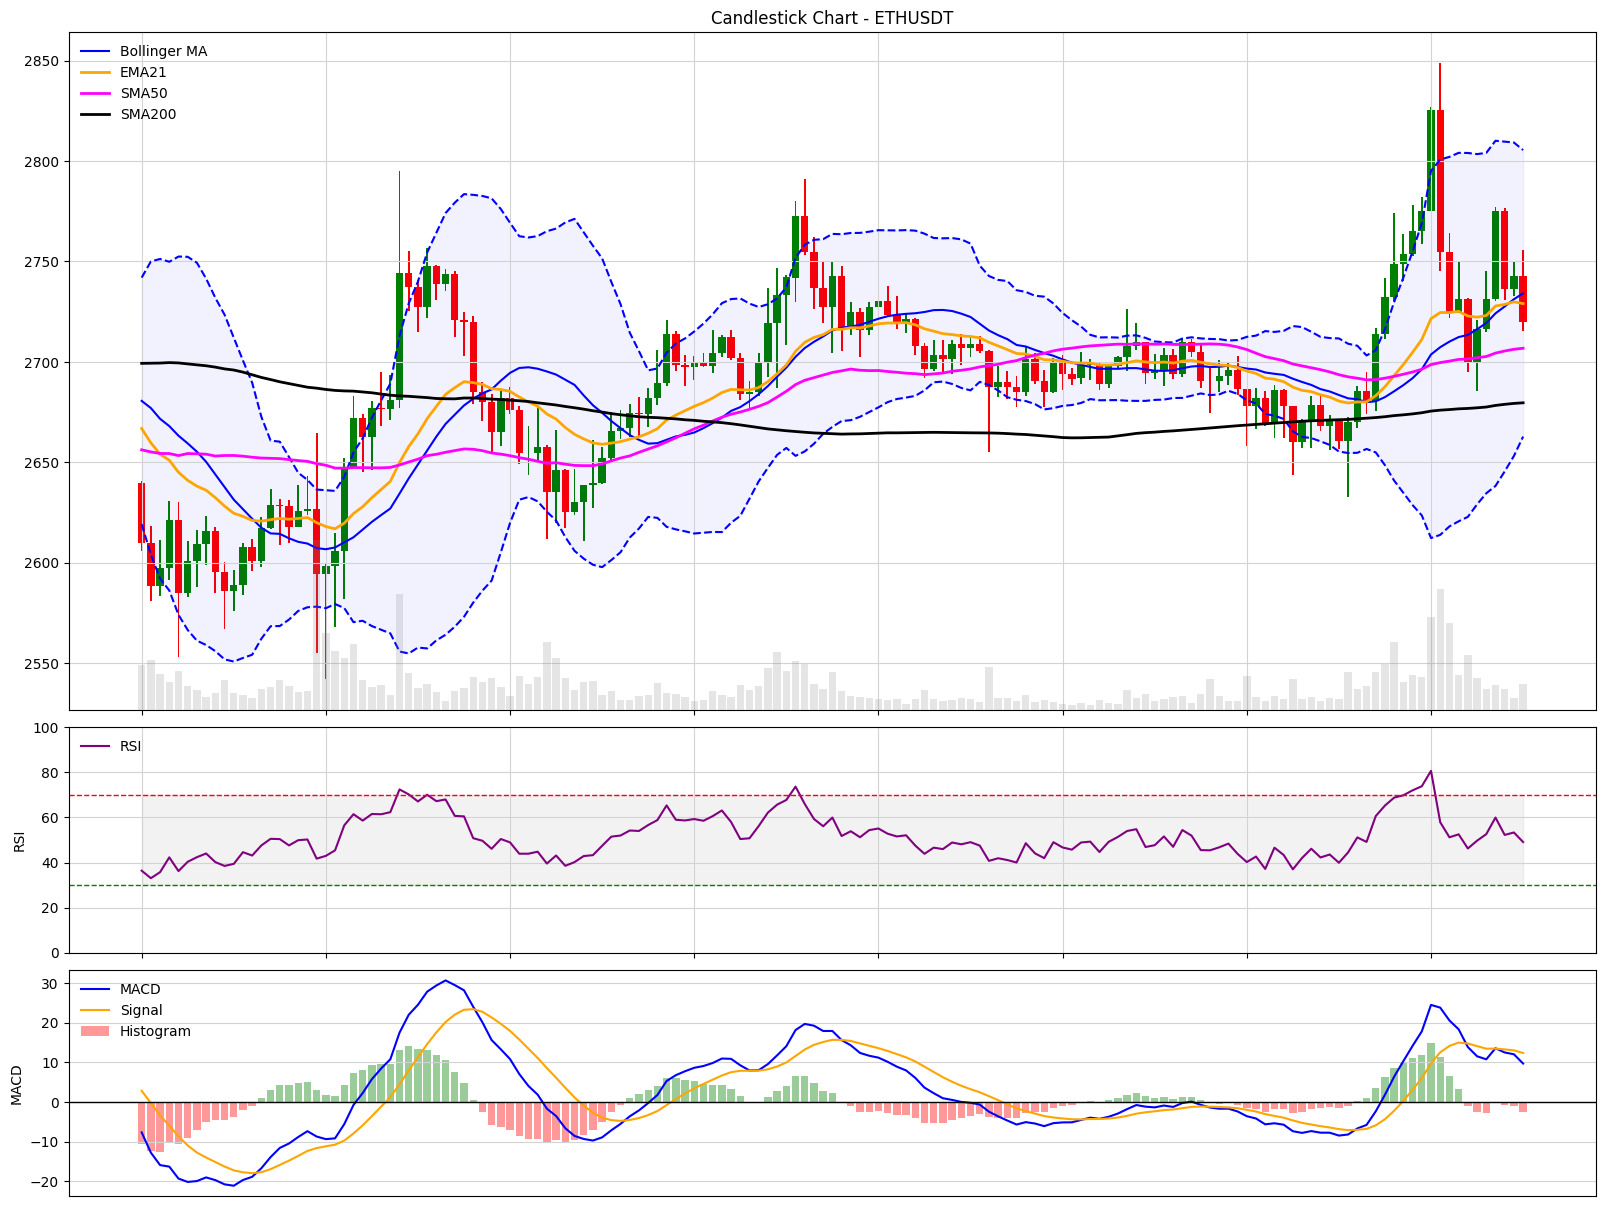 Candlestick Chart - ETHUSDT
Bollinger MA
EMA21
SMA50
SMA200
2850
2800
2750
2700
2650
2600
2550
RSI
100
80
60
40
20
0
RSI
MACD
Signal
Histogram
30
20
10
0
−10
−20
MACD